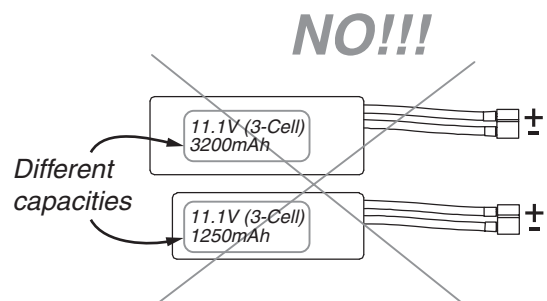 NO!!!
11.1V (3-Cell)
3200mAh
+
-
Different
capacities
11.1V (3-Cell)
1250mAh
+
-